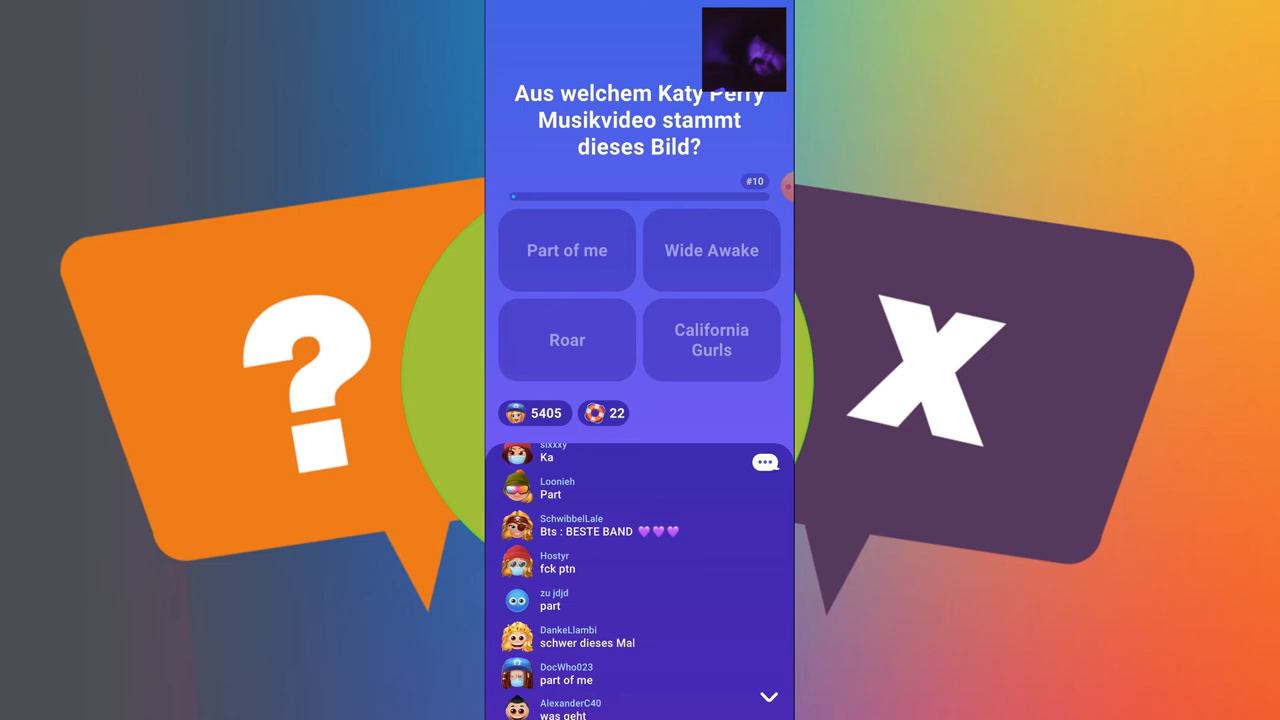 Aus welchem Katy Perry
Musikvideo stammt
dieses Bild?
#10
Part of me
Wide Awake
Roar
California
Gurls
5405
22
sixxxy
Ka
Loonieh
Part
SchwibbelLale
Bts : BESTE BAND 💜💜💜
Hostyr
fck ptn
zu jdjd
part
DankeLlambi
schwer dieses Mal
DocWho023
part of me
AlexanderC40
was geht
?
X